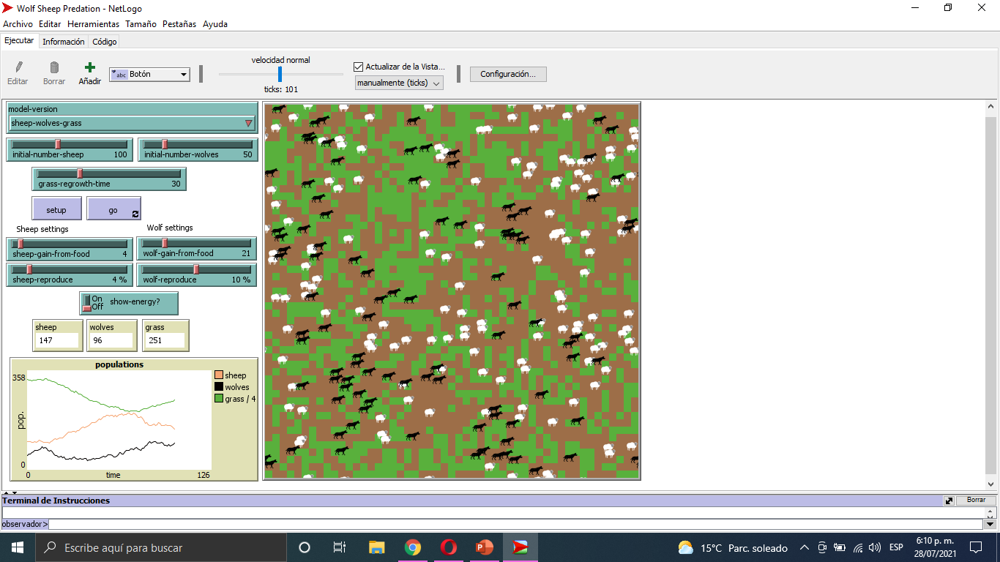 Wolf Sheep Predation - NetLogo
Archivo Editar Herramientas Tamaño Pestañas Ayuda
Ejecutar Información Código
Editar Borrar Añadir
abc Botón
velocidad normal
ticks: 101
Actualizar de la Vista...
manualmente (ticks)
Configuración...
model-version
sheep-wolves-grass
initial-number-sheep 100
initial-number-wolves 50
grass-regrowth-time 30
setup go
Sheep settings Wolf settings
sheep-gain-from-food 4
wolf-gain-from-food 21
sheep-reproduce 4 %
wolf-reproduce 10 %
On
Off
show-energy?
sheep
147
wolves
96
grass
251
populations
358
pop.
0
0 time 126
sheep
wolves
grass / 4
Terminal de Instrucciones
Borrar
observador>
Escribe aquí para buscar
15°C Parc. soleado
ESP
6:10 p. m.
28/07/2021